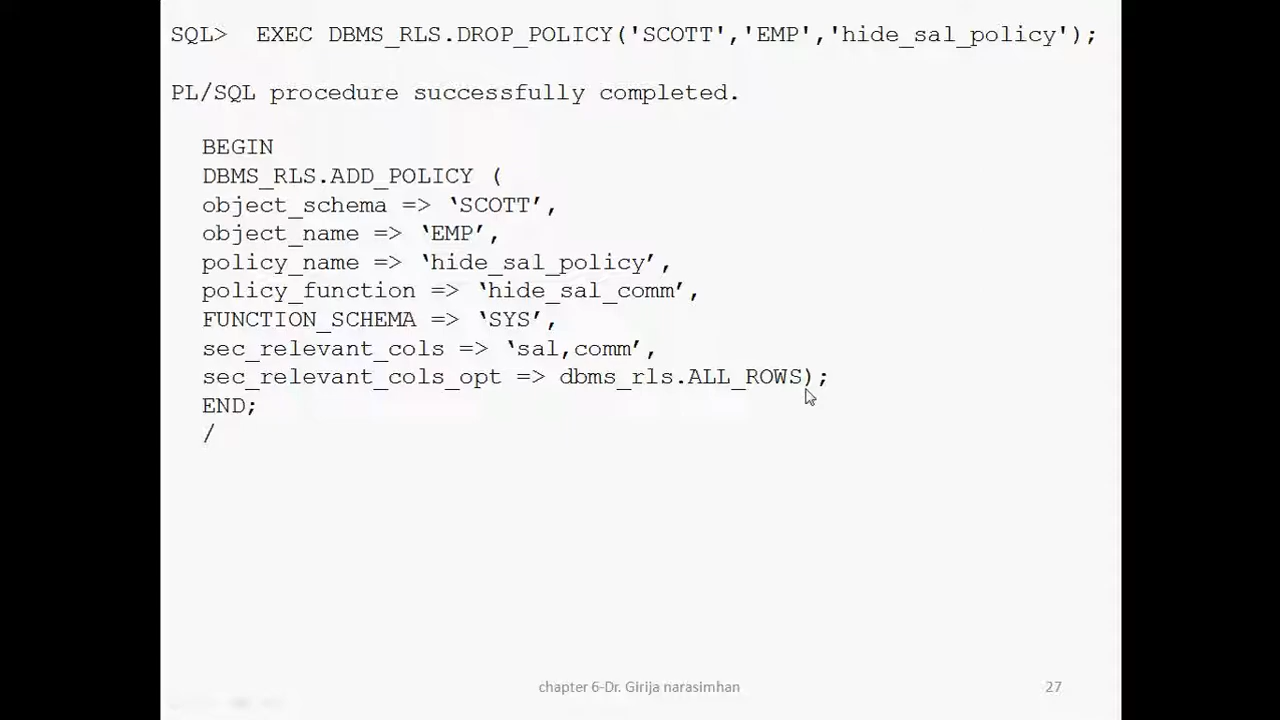 SQL>  EXEC DBMS_RLS.DROP_POLICY('SCOTT','EMP','hide_sal_policy');
PL/SQL procedure successfully completed.
BEGIN
DBMS_RLS.ADD_POLICY (
object_schema => ‘SCOTT’,
object_name => ‘EMP’,
policy_name => ‘hide_sal_policy’,
policy_function => ‘hide_sal_comm’,
FUNCTION_SCHEMA => ‘SYS’,
sec_relevant_cols => ‘sal,comm’,
sec_relevant_cols_opt => dbms_rls.ALL_ROWS);
END;
/
chapter 6-Dr. Girija narasimhan
27